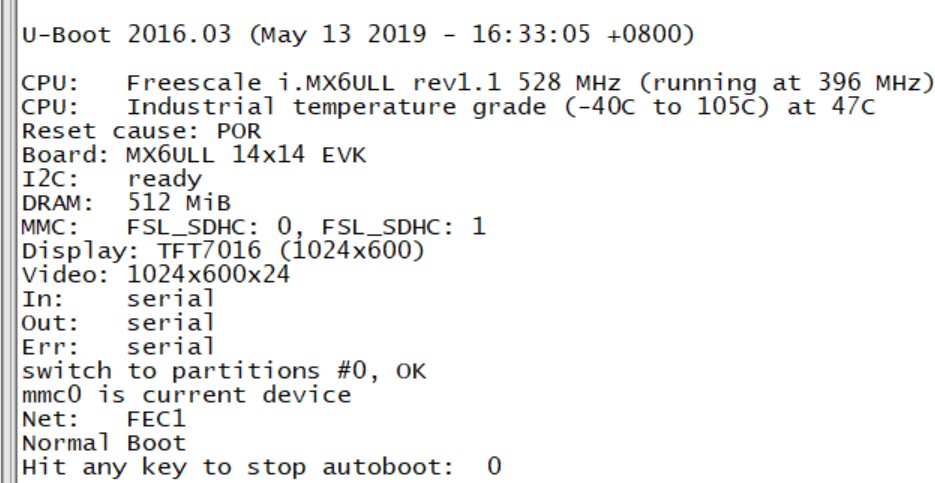 U-Boot 2016.03 (May 13 2019 - 16:33:05 +0800)
CPU:   Freescale i.MX6ULL rev1.1 528 MHz (running at 396 MHz)
CPU:   Industrial temperature grade (-40C to 105C) at 47C
Reset cause: POR
Board: MX6ULL 14x14 EVK
I2C:   ready
DRAM:  512 MiB
MMC:   FSL_SDHC: 0, FSL_SDHC: 1
Display: TFT7016 (1024x600)
Video: 1024x600x24
In:    serial
Out:   serial
Err:   serial
switch to partitions #0, OK
mmc0 is current device
Net:   FEC1
Normal Boot
Hit any key to stop autoboot:  0